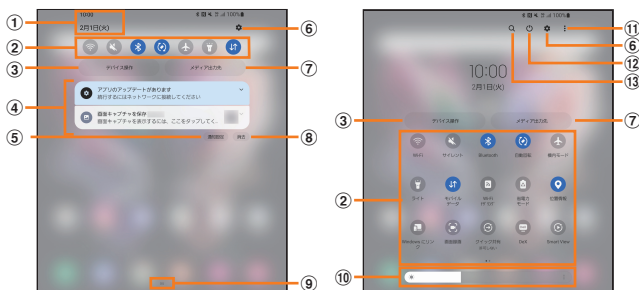 10:00
2月1日(火)
100%
① ② ③ ④ ⑤ ⑥ ⑦ ⑧ ⑨
デバイス操作
メディア出力先
アプリのアップデートがあります
続行するにはネットワークに接続してください
画面キャプチャを保存
画面キャプチャを表示するには、ここをタップしてく
通知設定
消去
100%
⑪ ⑥ ⑫ ⑬ ③ ⑦ ② ⑩
10:00
2月1日(火)
デバイス操作
メディア出力先
Wi-Fi
サイレント
Bluetooth
自動回転
機内モード
ライト
モバイル
データ
Wi-Fi
テザリング
省電力
モード
位置情報
Windowsにリン
ク
画面録画
クイック共有
Dolby
Smart View